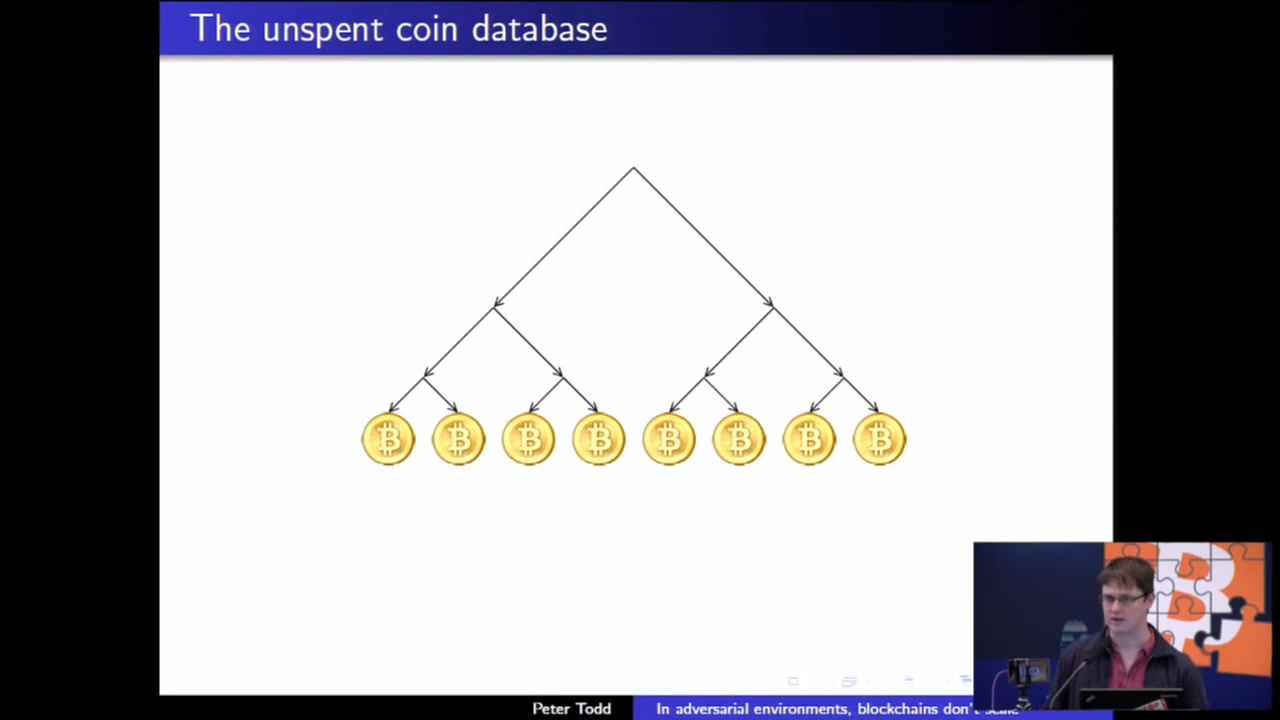 The unspent coin database
Peter Todd
In adversarial environments, blockchains don't scale